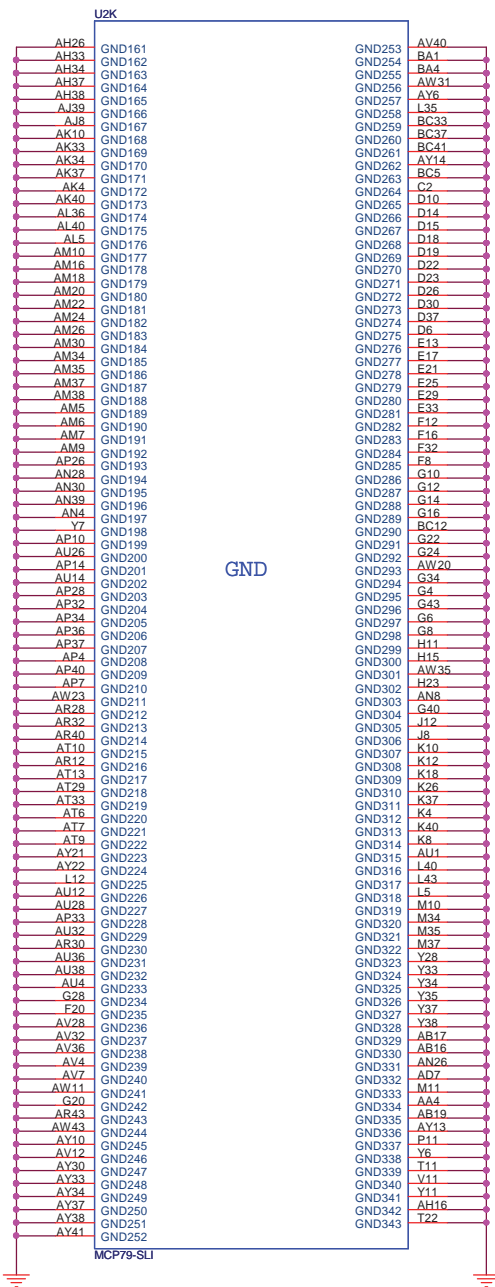 U2K
AH26 GND161 GND253 AV40
AH33 GND162 GND254 BA1
AH34 GND163 GND255 BA4
AH37 GND164 GND256 AW31
AH38 GND165 GND257 AY6
AJ39 GND166 GND258 L35
AJ8 GND167 GND259 BC33
AK10 GND168 GND260 BC37
AK33 GND169 GND261 BC41
AK34 GND170 GND262 AY14
AK37 GND171 GND263 BC5
AK4 GND172 GND264 C2
AK40 GND173 GND265 D10
AL36 GND174 GND266 D14
AL40 GND175 GND267 D15
AL5 GND176 GND268 D18
AM10 GND177 GND269 D19
AM16 GND178 GND270 D22
AM18 GND179 GND271 D23
AM20 GND180 GND272 D26
AM22 GND181 GND273 D30
AM24 GND182 GND274 D37
AM26 GND183 GND275 D6
AM30 GND184 GND276 E13
AM34 GND185 GND277 E17
AM35 GND186 GND278 E21
AM37 GND187 GND279 E25
AM38 GND188 GND280 E29
AM5 GND189 GND281 E33
AM6 GND190 GND282 F12
AM7 GND191 GND283 F16
AM9 GND192 GND284 F32
AP26 GND193 GND285 F8
AN28 GND194 GND286 G10
AN30 GND195 GND287 G12
AN39 GND196 GND288 G14
AN4 GND197 GND289 G16
Y7 GND198 GND290 BC12
AP10 GND199 GND291 G22
AU26 GND200 GND292 G24
AP14 GND201 GND293 AW20
GND
AU14 GND202 GND294 G34
AP28 GND203 GND295 G4
AP32 GND204 GND296 G43
AP34 GND205 GND297 G6
AP36 GND206 GND298 G8
AP37 GND207 GND299 H11
AP4 GND208 GND300 H15
AP40 GND209 GND301 AW35
AP7 GND210 GND302 H23
AW23 GND211 GND303 AN8
AR28 GND212 GND304 G40
AR32 GND213 GND305 J12
AR40 GND214 GND306 J8
AT10 GND215 GND307 K10
AR12 GND216 GND308 K12
AT13 GND217 GND309 K18
AT29 GND218 GND310 K26
AT33 GND219 GND311 K37
AT6 GND220 GND312 K4
AT7 GND221 GND313 K40
AT9 GND222 GND314 K8
AY21 GND223 GND315 AU1
AY22 GND224 GND316 L40
L12 GND225 GND317 L43
AU12 GND226 GND318 L5
AU28 GND227 GND319 M10
AP33 GND228 GND320 M34
AU32 GND229 GND321 M35
AR30 GND230 GND322 M37
AU36 GND231 GND323 Y28
AU38 GND232 GND324 Y33
AU4 GND233 GND325 Y34
G28 GND234 GND326 Y35
F20 GND235 GND327 Y37
AV28 GND236 GND328 Y38
AV32 GND237 GND329 AB17
AV36 GND238 GND330 AB16
AV4 GND239 GND331 AN26
AV7 GND240 GND332 AD7
AW11 GND241 GND333 M11
G20 GND242 GND334 AA4
AR43 GND243 GND335 AB19
AW43 GND244 GND336 AY13
AY10 GND245 GND337 P11
AV12 GND246 GND338 Y6
AY30 GND247 GND339 T11
AY33 GND248 GND340 V11
AY34 GND249 GND341 Y11
AY37 GND250 GND342 AH16
AY38 GND251 GND343 T22
AY41 GND252
MCP79-SLI